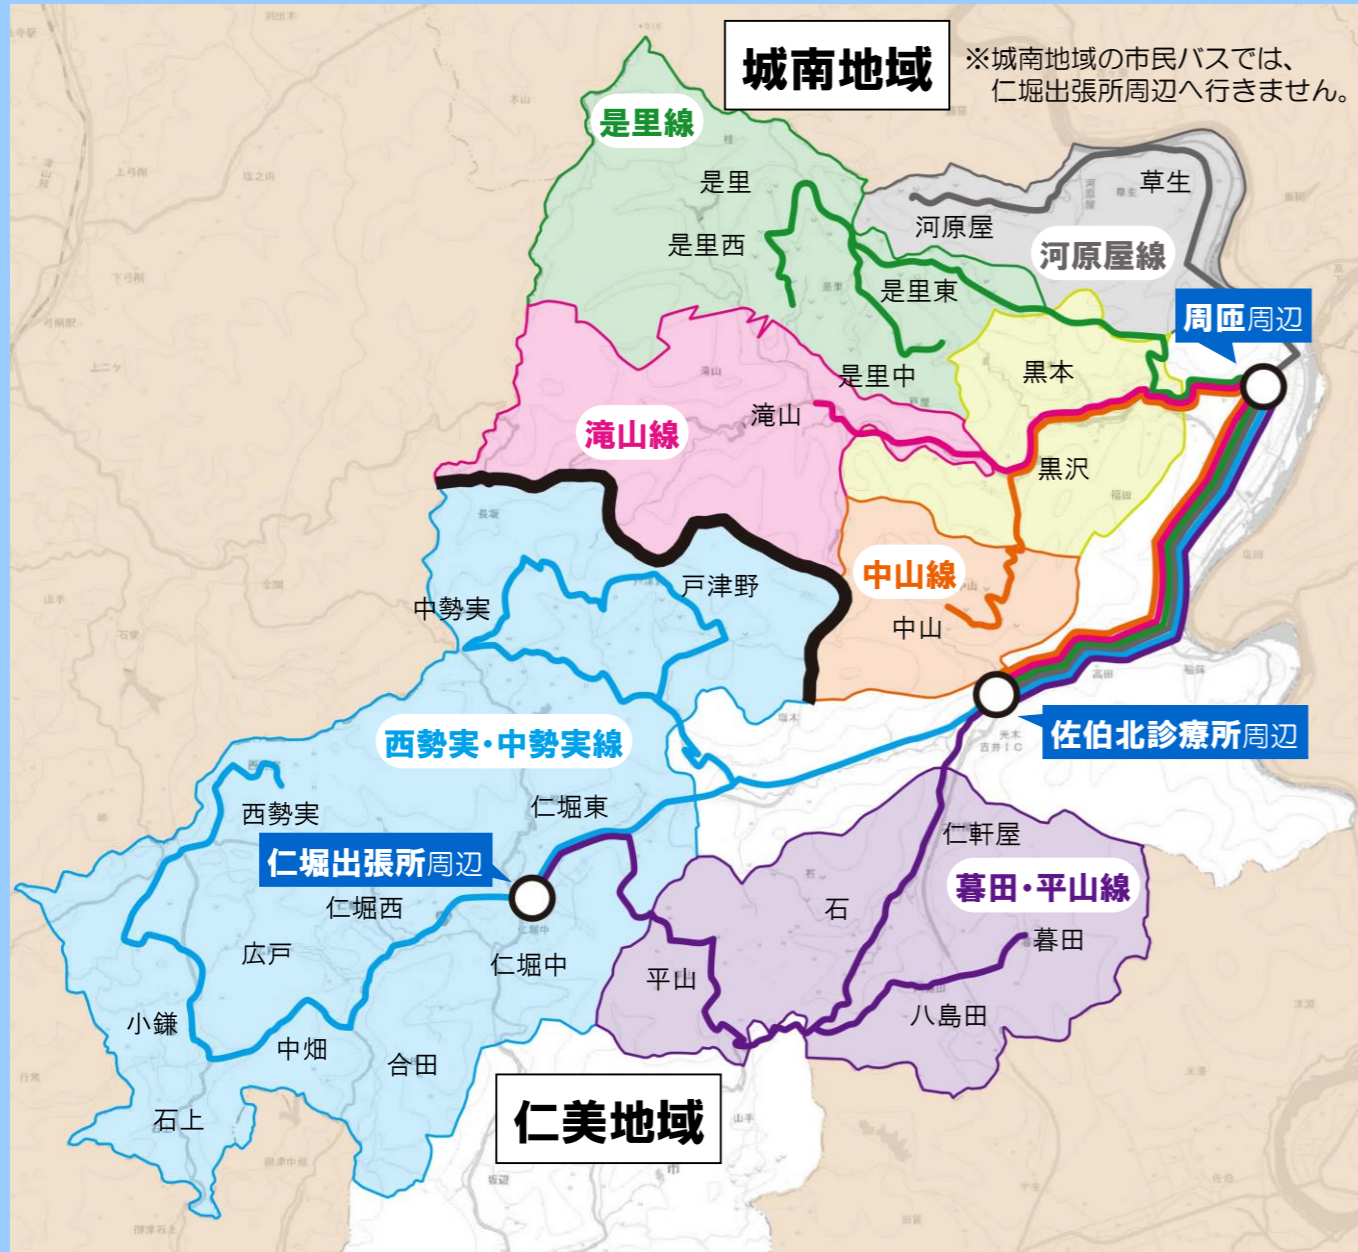 城南地域
※城南地域の市民バスでは、
仁堀出張所周辺へ行きません。
是里線
是里
草生
河原屋
是里西
河原屋線
是里東
周匝周辺
黒本
是里中
滝山
滝山線
黒沢
中山線
戸津野
中勢実
中山
西勢実・中勢実線
佐伯北診療所周辺
仁堀東
西勢実
仁軒屋
仁堀出張所周辺
暮田・平山線
仁堀西
石
広戸
暮田
仁堀中
平山
八島田
小鎌
中畑
合田
石上
仁美地域